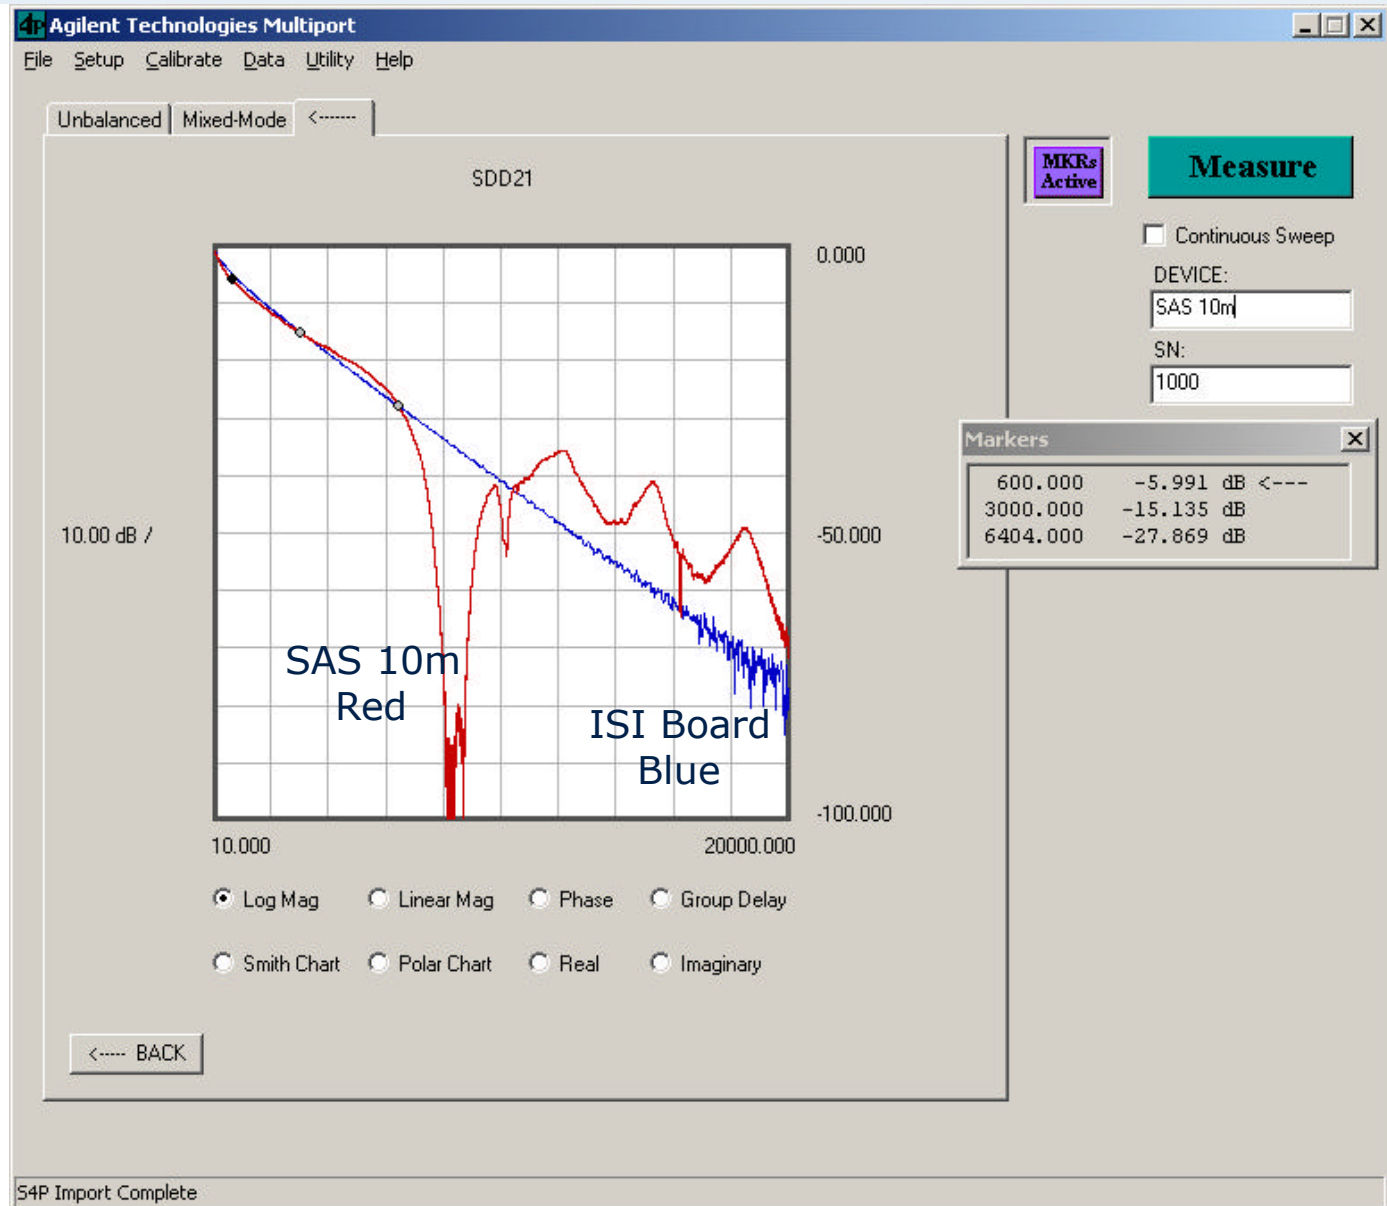 4P Agilent Technologies Multiport
File Setup Calibrate Data Utility Help
Unbalanced Mixed-Mode <-------
SDD21
MKRs
Active
Measure
Continuous Sweep
DEVICE:
SAS 10m
SN:
1000
0.000
10.00 dB /
-50.000
-100.000
SAS 10m
Red
ISI Board
Blue
10.000 20000.000
Markers
600.000 -5.991 dB <---
3000.000 -15.135 dB
6404.000 -27.869 dB
Log Mag Linear Mag Phase Group Delay
Smith Chart Polar Chart Real Imaginary
<----- BACK
S4P Import Complete